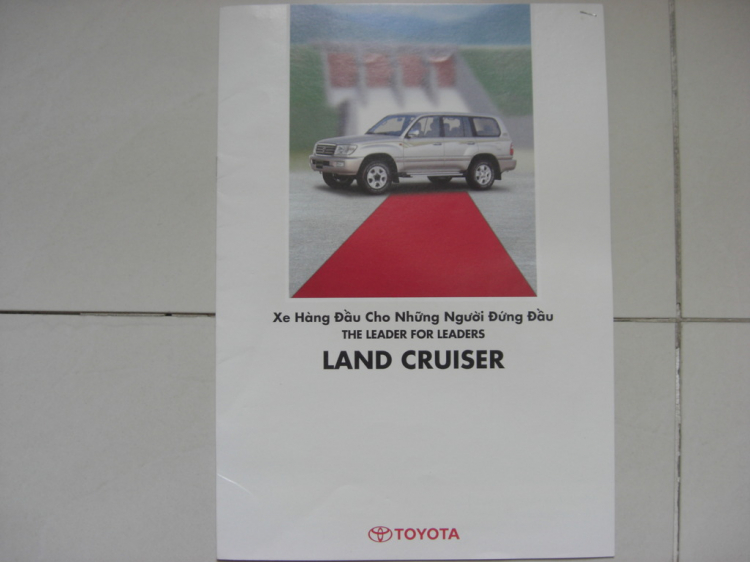 Xe Hàng Đầu Cho Những Người Đứng Đầu
THE LEADER FOR LEADERS
LAND CRUISER
TOYOTA